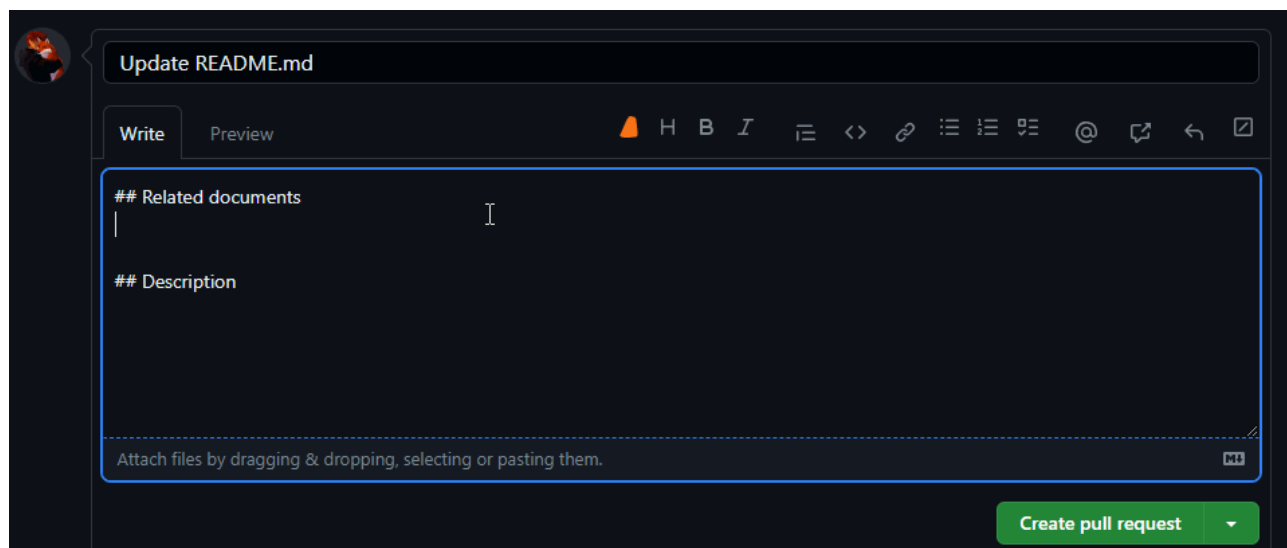 Update README.md
Write Preview H B I
## Related documents
## Description
Attach files by dragging & dropping, selecting or pasting them.
Create pull request